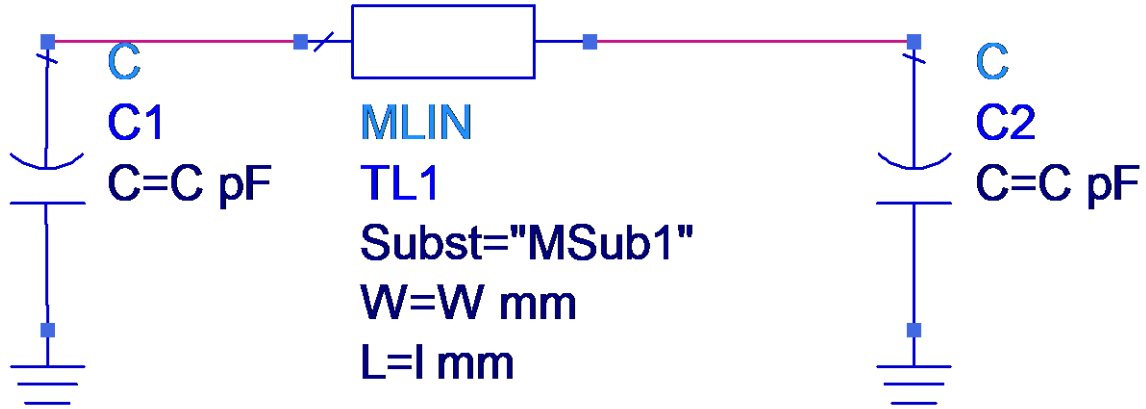 C
C1
C=C pF
MLIN
TL1
Subst="MSub1"
W=W mm
L=l mm
C
C2
C=C pF